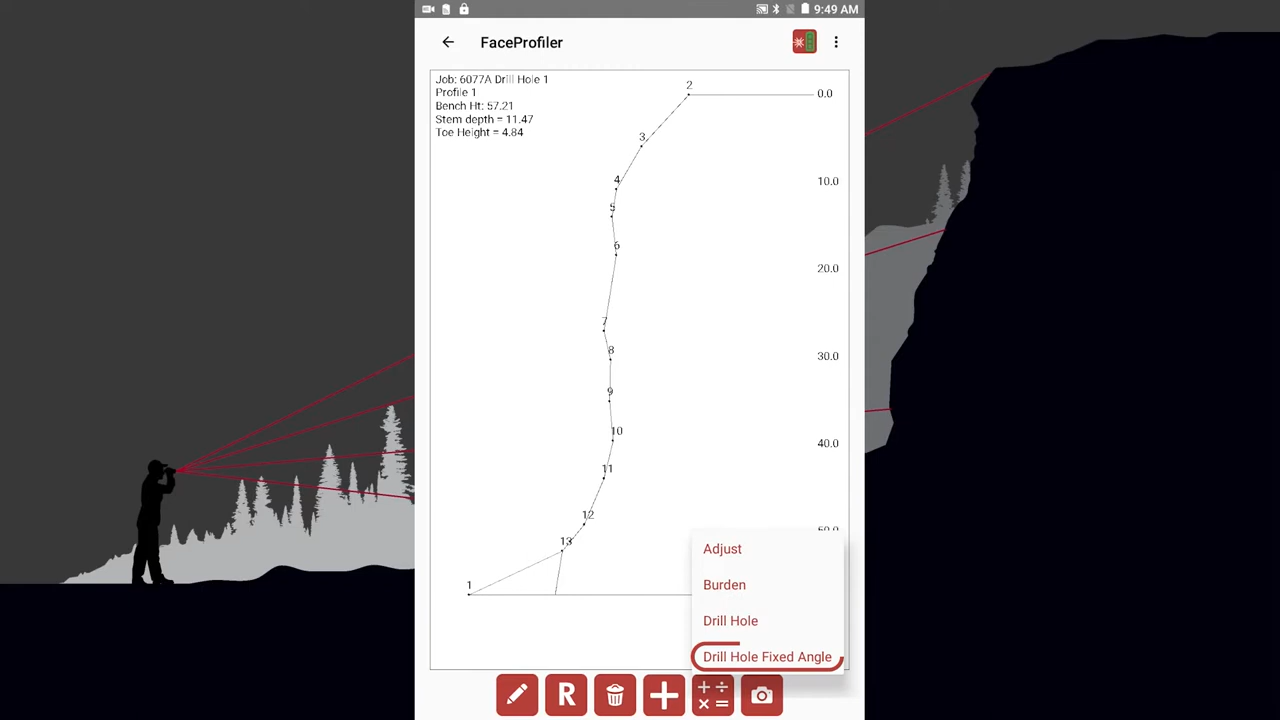 9:49 AM
FaceProfiler
Job: 6077A Drill Hole 1
Profile 1
Bench Ht: 57.21
Stem depth = 11.47
Toe Height = 4.84
2
0.0
3
4
10.0
5
6
20.0
7
8
30.0
9
10
40.0
11
12
50.0
13
1
Adjust
Burden
Drill Hole
Drill Hole Fixed Angle
R
+ ÷
× =